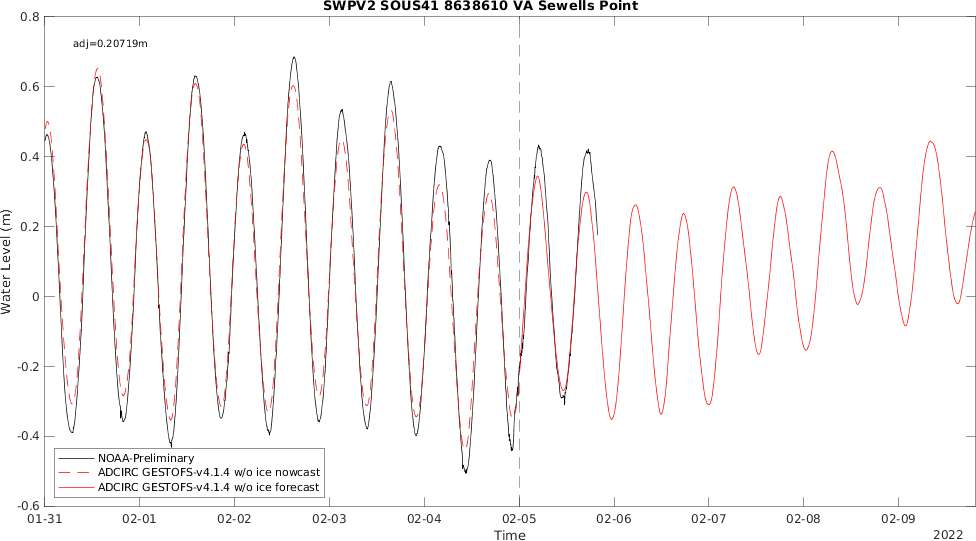 SWPV2 SOUS41 8638610 VA Sewells Point
adj=0.20719m
0.8
0.6
0.4
0.2
0
-0.2
-0.4
-0.6
Water Level (m)
NOAA-Preliminary
ADCIRC GESTOFS-v4.1.4 w/o ice nowcast
ADCIRC GESTOFS-v4.1.4 w/o ice forecast
01-31 02-01 02-02 02-03 02-04 02-05 02-06 02-07 02-08 02-09
Time
2022